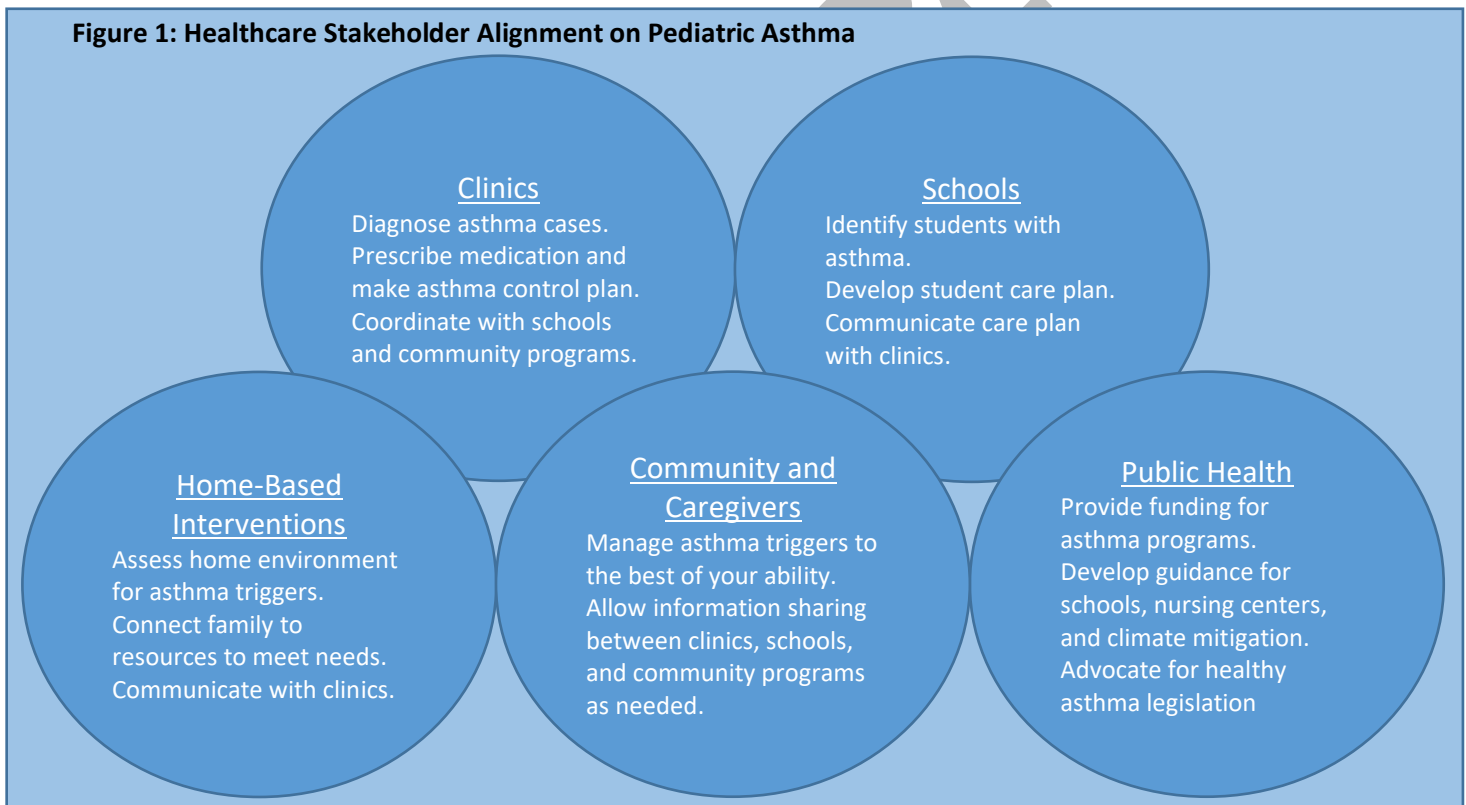 Figure 1: Healthcare Stakeholder Alignment on Pediatric Asthma
Clinics
Diagnose asthma cases.
Prescribe medication and
make asthma control plan.
Coordinate with schools
and community programs.
Schools
Identify students with
asthma.
Develop student care plan.
Communicate care plan
with clinics.
Home-Based
Interventions
Assess home environment
for asthma triggers.
Connect family to
resources to meet needs.
Communicate with clinics.
Community and
Caregivers
Manage asthma triggers to
the best of your ability.
Allow information sharing
between clinics, schools,
and community programs
as needed.
Public Health
Provide funding for
asthma programs.
Develop guidance for
schools, nursing centers,
and climate mitigation.
Advocate for healthy
asthma legislation